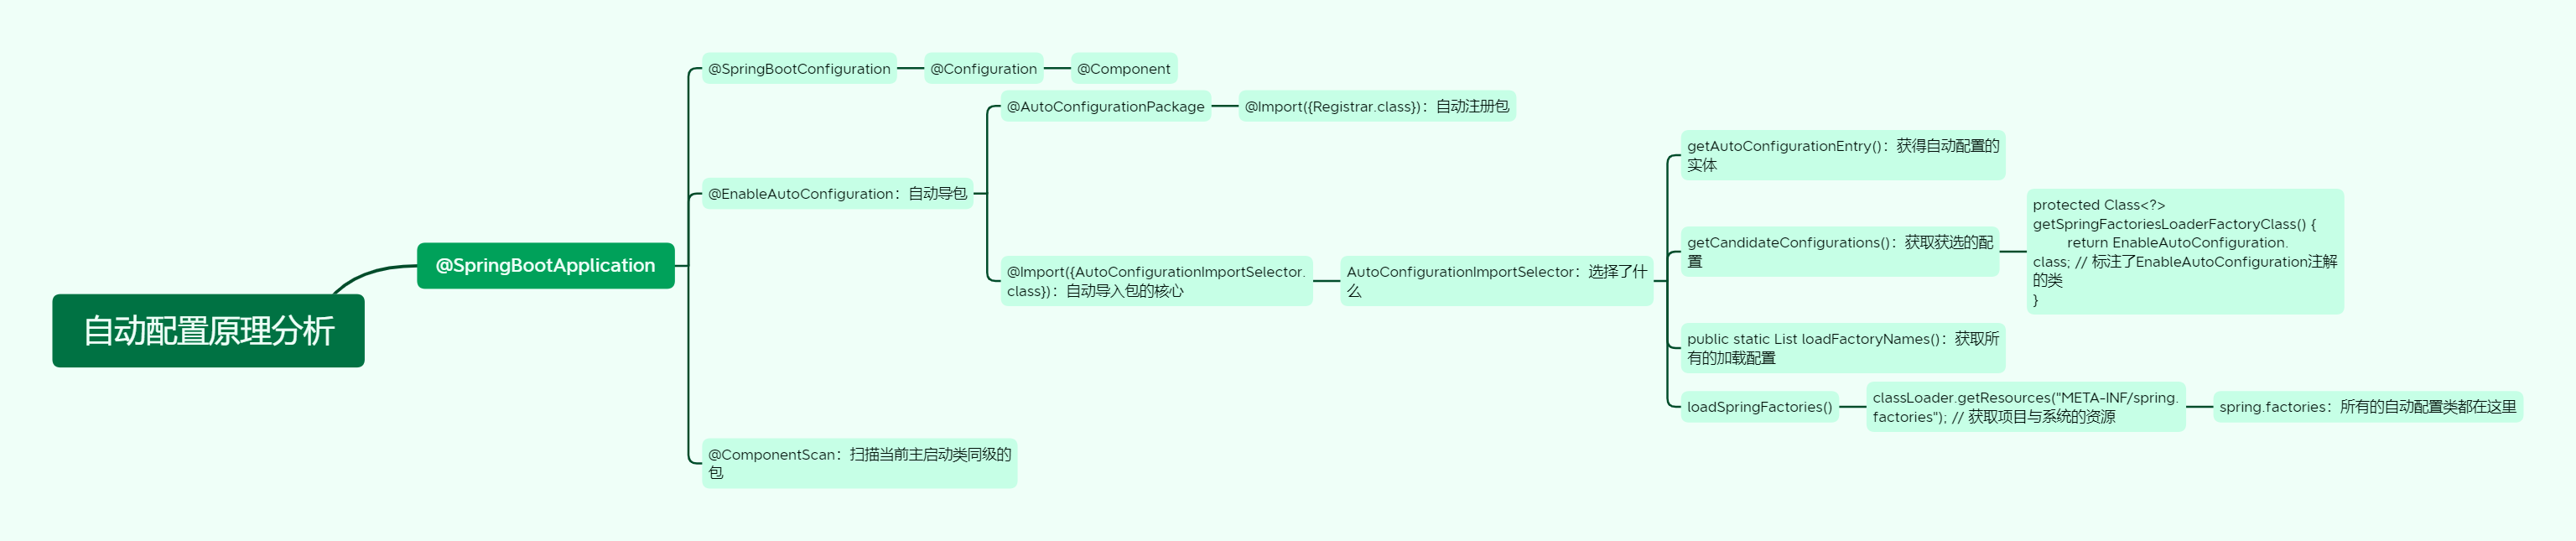 自动配置原理分析
@SpringBootApplication
@SpringBootConfiguration
@Configuration
@Component
@EnableAutoConfiguration：自动导包
@AutoConfigurationPackage
@Import({Registrar.class})：自动注册包
@Import({AutoConfigurationImportSelector.
class})：自动导入包的核心
AutoConfigurationImportSelector：选择了什
么
getAutoConfigurationEntry()：获得自动配置的
实体
getCandidateConfigurations()：获取获选的配
置
protected Class<?>
getSpringFactoriesLoaderFactoryClass() {
return EnableAutoConfiguration.
class; // 标注了EnableAutoConfiguration注解
的类
}
public static List loadFactoryNames()：获取所
有的加载配置
loadSpringFactories()
classLoader.getResources("META-INF/spring.
factories"); // 获取项目与系统的资源
spring.factories：所有的自动配置类都在这里
@ComponentScan：扫描当前主启动类同级的
包